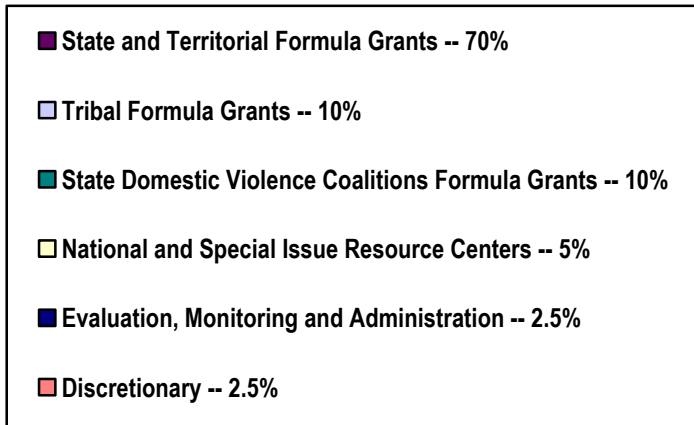 State and Territorial Formula Grants -- 70%
Tribal Formula Grants -- 10%
State Domestic Violence Coalitions Formula Grants -- 10%
National and Special Issue Resource Centers -- 5%
Evaluation, Monitoring and Administration -- 2.5%
Discretionary -- 2.5%